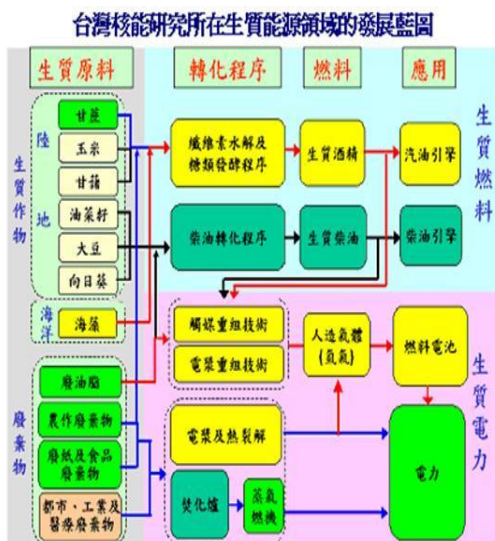 台灣核能研究所在生質能源領域的發展藍圖
生質原料
轉化程序
燃料
應用
生質作物
陸地
甘蔗
玉米
甘藷
油菜籽
大豆
向日葵
海洋
海藻
廢棄物
廢油脂
農作廢棄物
廢紙及食品
廢棄物
都市、工業及
醫療廢棄物
纖維素水解及
糖類發酵程序
生質酒精
汽油引擎
柴油轉化程序
生質柴油
柴油引擎
生質燃料
觸媒重組技術
電漿重組技術
人造氣體
(氫氣)
燃料電池
電漿及熱裂解
焚化爐
蒸氣
燃機
電力
生質電力